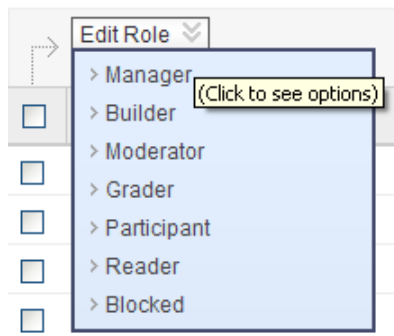 Edit Role
> Manager
(Click to see options)
> Builder
> Moderator
> Grader
> Participant
> Reader
> Blocked